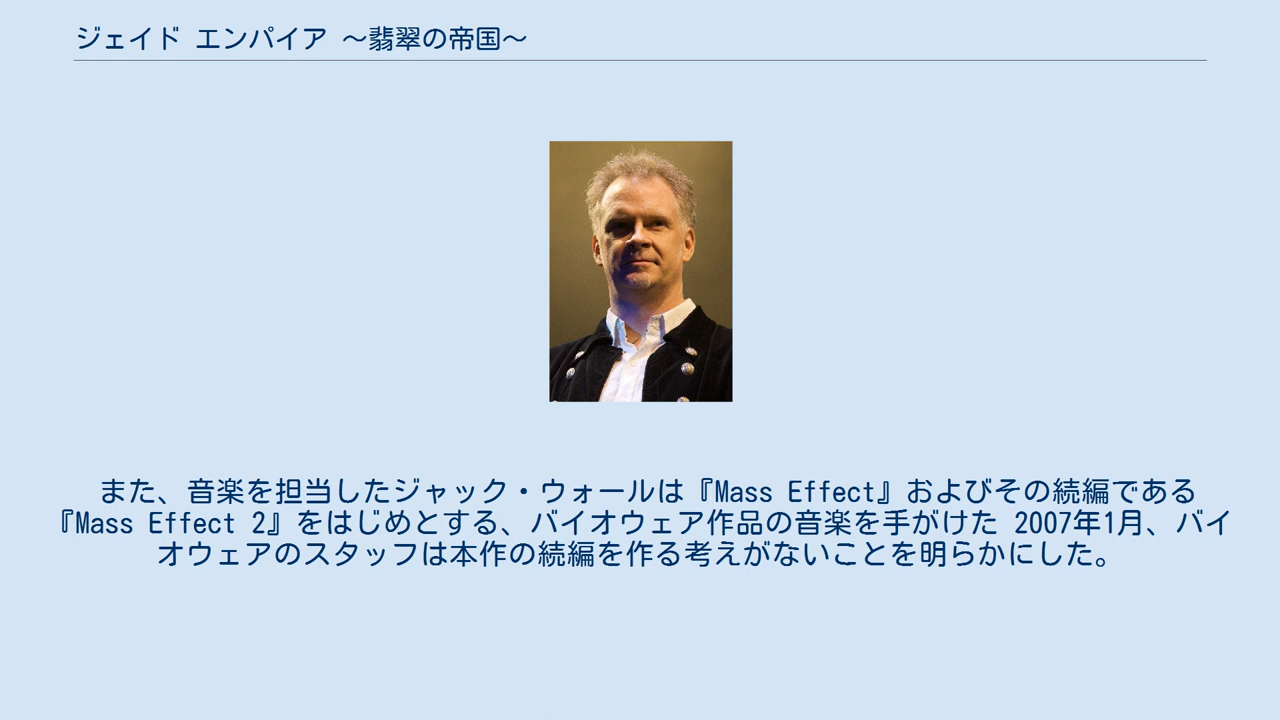 ジェイド エンパイア ～翡翠の帝国～
また、音楽を担当したジャック・ウォールは『Mass Effect』およびその続編である
『Mass Effect 2』をはじめとする、バイオウェア作品の音楽を手がけた 2007年1月、バイ
オウェアのスタッフは本作の続編を作る考えがないことを明らかにした。